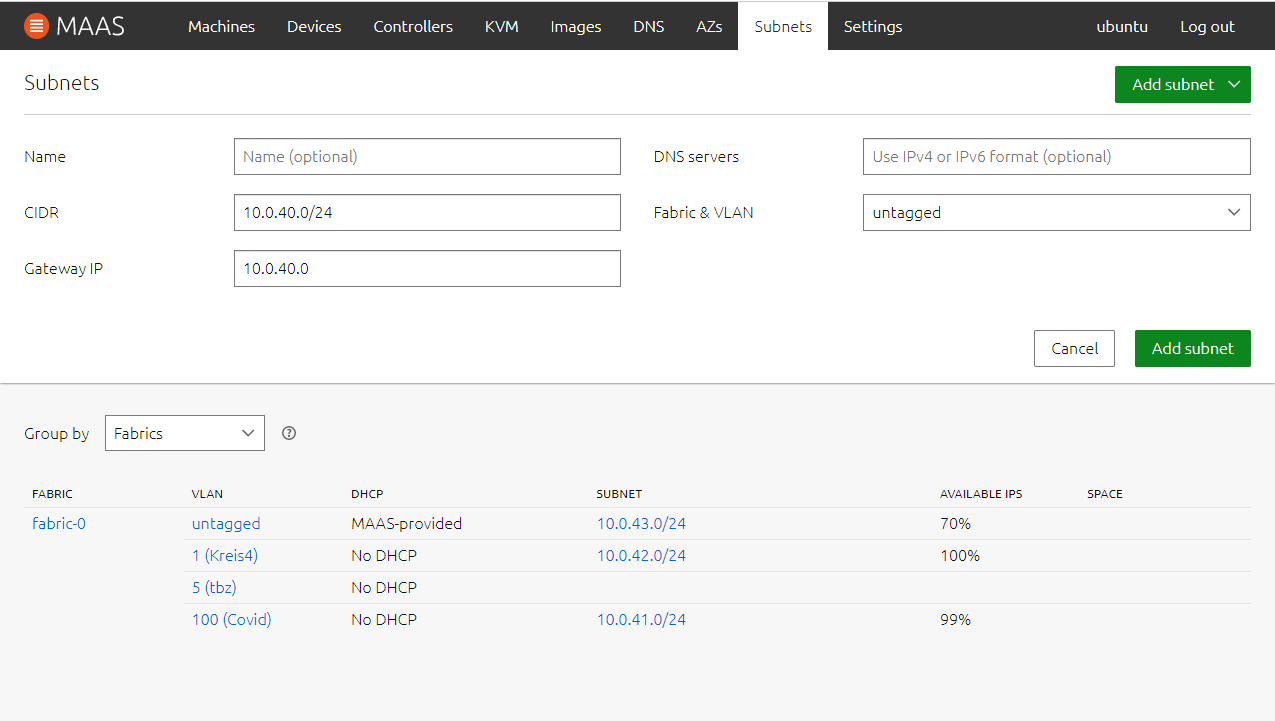 MAAS Machines Devices Controllers KVM Images DNS AZs Subnets Settings ubuntu Log out
Subnets Add subnet
Name Name (optional) DNS servers Use IPv4 or IPv6 format (optional)
CIDR 10.0.40.0/24 Fabric & VLAN untagged
Gateway IP 10.0.40.0
Cancel Add subnet
Group by Fabrics ?
FABRIC VLAN DHCP SUBNET AVAILABLE IPS SPACE
fabric-0 untagged MAAS-provided 10.0.43.0/24 70%
1 (Kreis4) No DHCP 10.0.42.0/24 100%
5 (tbz) No DHCP
100 (Covid) No DHCP 10.0.41.0/24 99%